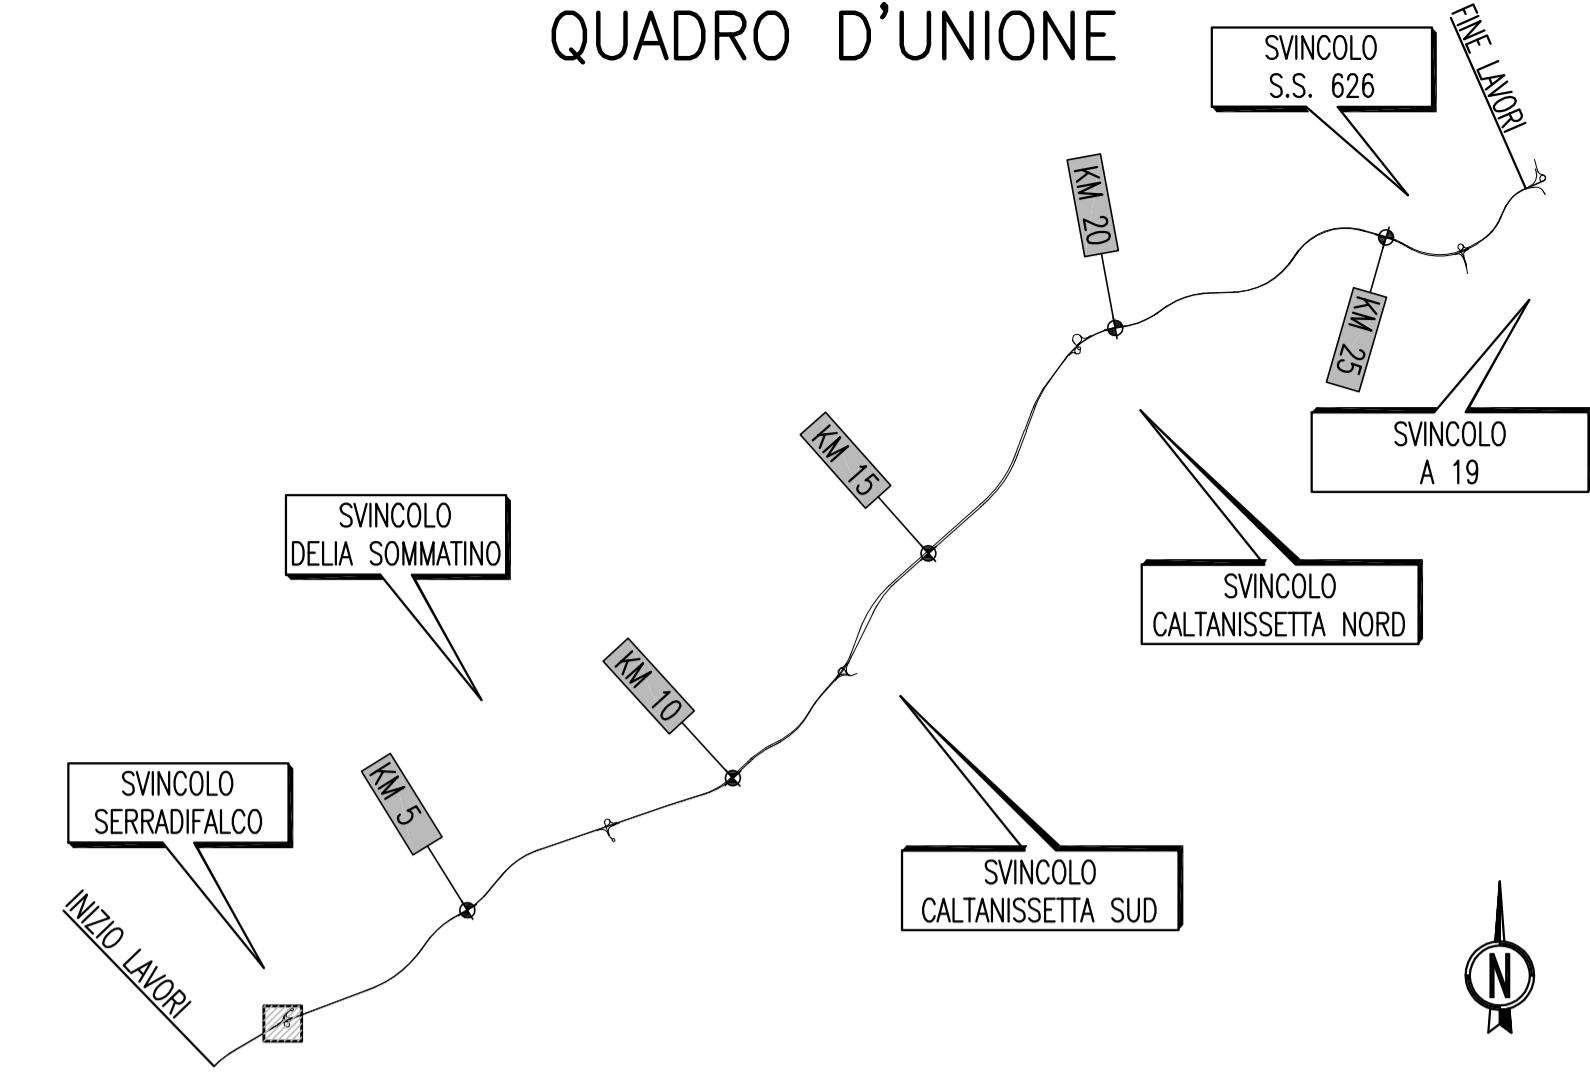 QUADRO D'UNIONE
SVINCOLO
S.S. 626
FINE LAVORI
KM 20
KM 25
SVINCOLO
A 19
KM 15
SVINCOLO
DELIA SOMMATINO
SVINCOLO
CALTANISSETTA NORD
KM 10
KM 5
SVINCOLO
SERRADIFALCO
SVINCOLO
CALTANISSETTA SUD
INIZIO LAVORI
N